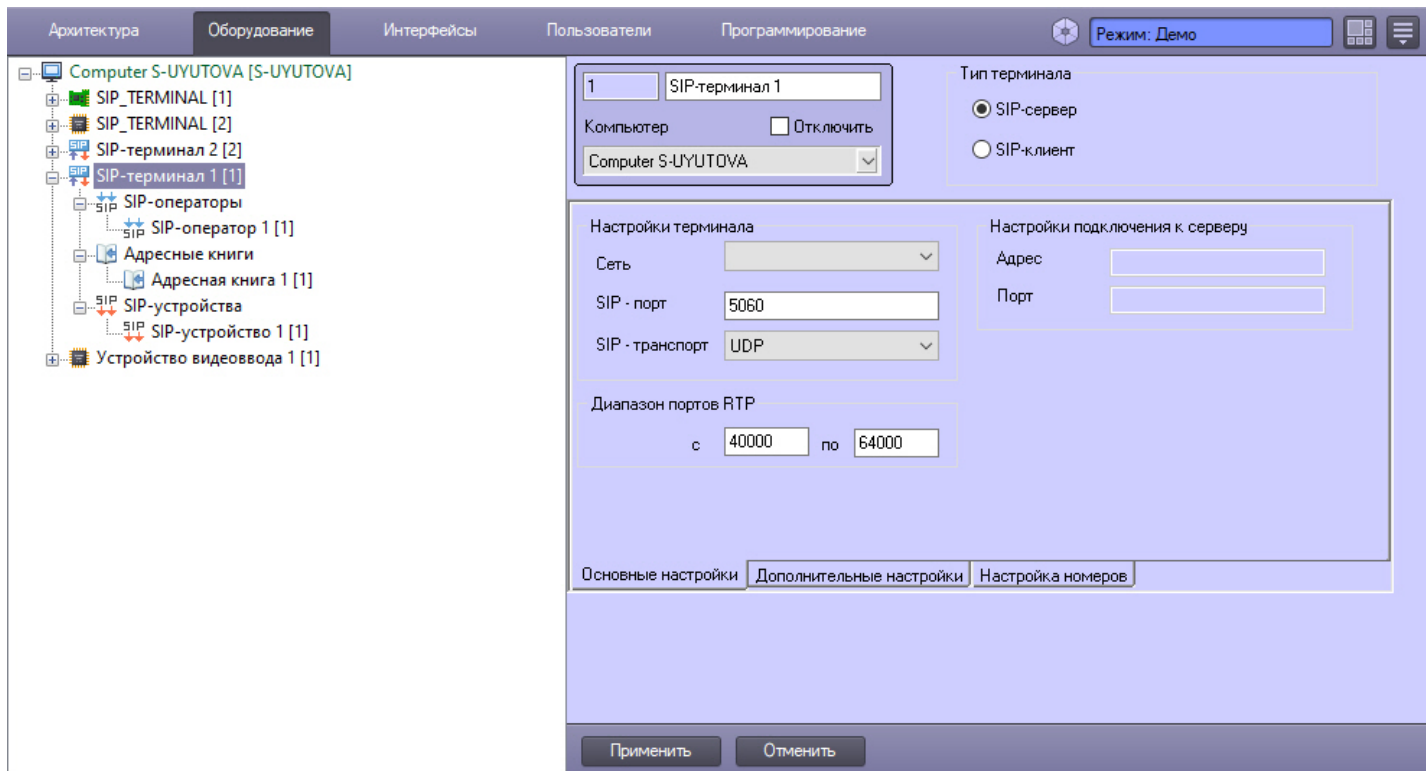 Архитектура Оборудование Интерфейсы Пользователи Программирование Режим: Демо
Computer S-UYUTOVA [S-UYUTOVA]
SIP_TERMINAL [1]
SIP_TERMINAL [2]
SIP-терминал 2 [2]
SIP-терминал 1 [1]
SIP-операторы
SIP-оператор 1 [1]
Адресные книги
Адресная книга 1 [1]
SIP-устройства
SIP-устройство 1 [1]
Устройство видеоввода 1 [1]
1 SIP-терминал 1
Компьютер Отключить
Computer S-UYUTOVA
Тип терминала
SIP-сервер
SIP-клиент
Настройки терминала
Сеть
SIP - порт 5060
SIP - транспорт UDP
Диапазон портов RTP
с 40000 по 64000
Настройки подключения к серверу
Адрес
Порт
Основные настройки Дополнительные настройки Настройка номеров
Применить Отменить